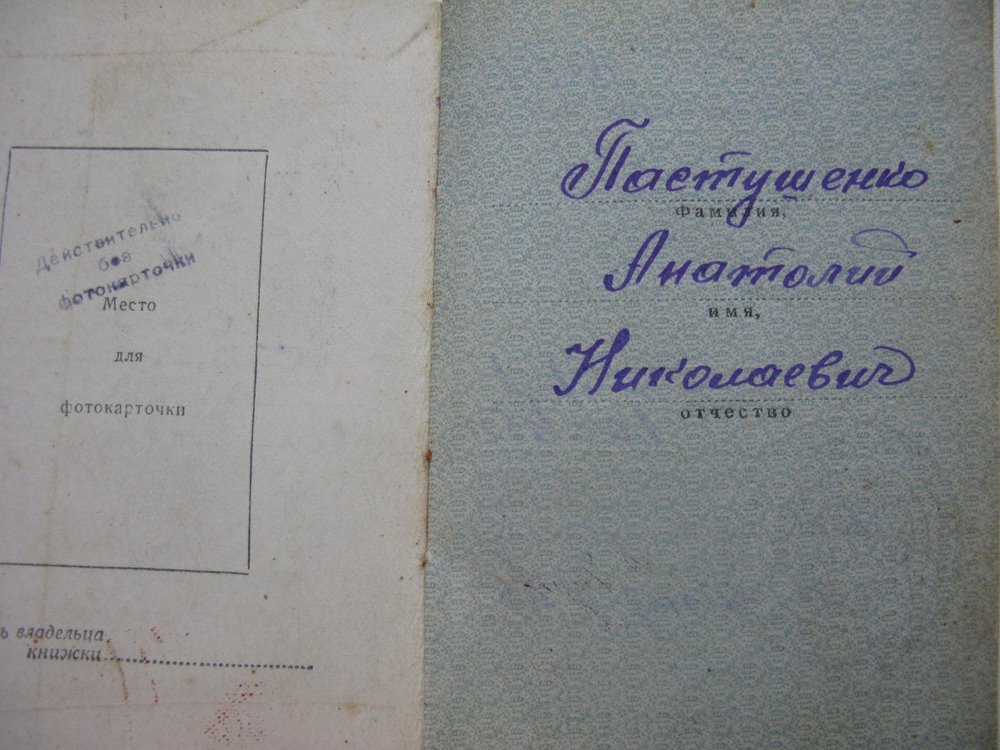 Действительно
без
фотокарточки
Место
для
фотокарточки
ь владельца
книжки
Пастушенко
фамилия,
Анатолий
имя,
Николаевич
отчество